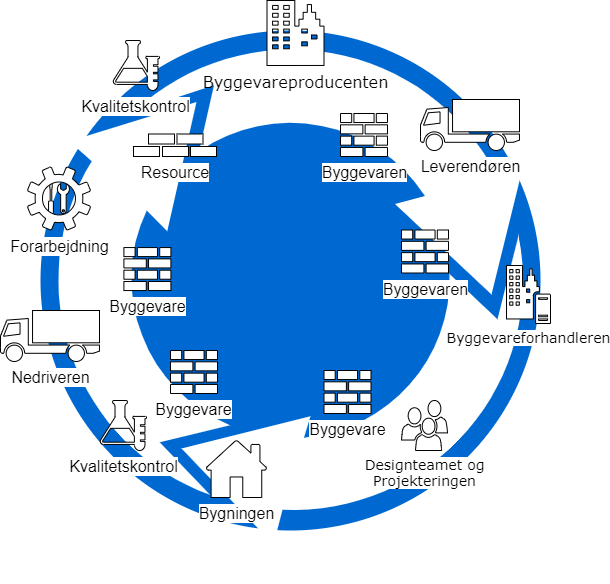 Byggevareproducenten
Kvalitetskontrol
Leverendøren
Resource
Byggevaren
Forarbejdning
Byggevaren
Byggevare
Byggevareforhandleren
Nedriveren
Byggevare
Byggevare
Kvalitetskontrol
Designteamet og
Projekteringen
Bygningen